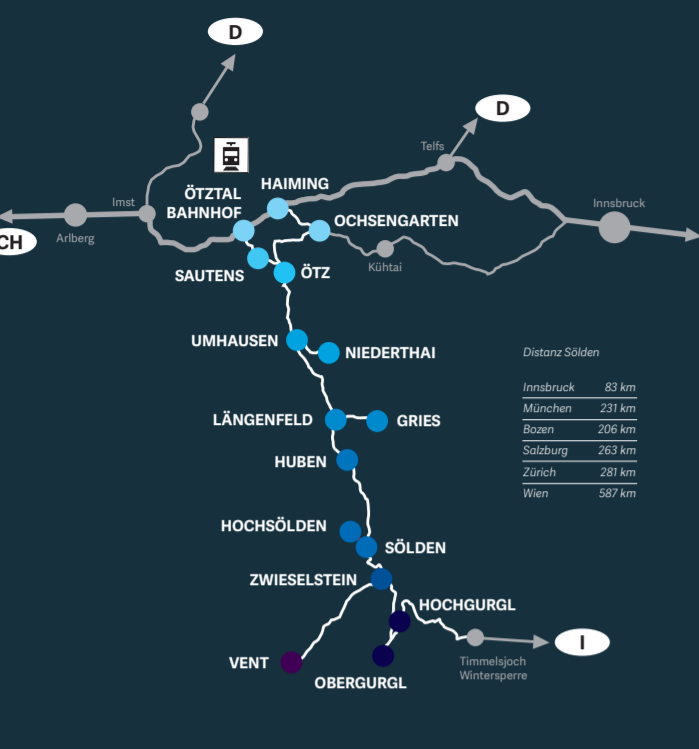 D
D
Telfs
HAIMING
ÖTZTAL
BAHNHOF
Imst
Innsbruck
OCHSENGARTEN
Arlberg
CH
Kühtai
SAUTENS
ÖTZ
UMHAUSEN
NIEDERTHAI
Distanz Sölden
Innsbruck 83 km
München 231 km
Bozen 206 km
Salzburg 263 km
Zürich 281 km
Wien 587 km
LÄNGENFELD
GRIES
HUBEN
HOCHSÖLDEN
SÖLDEN
ZWIESELSTEIN
HOCHGURGL
I
VENT
Timmelsjoch
Wintersperre
OBERGURGL